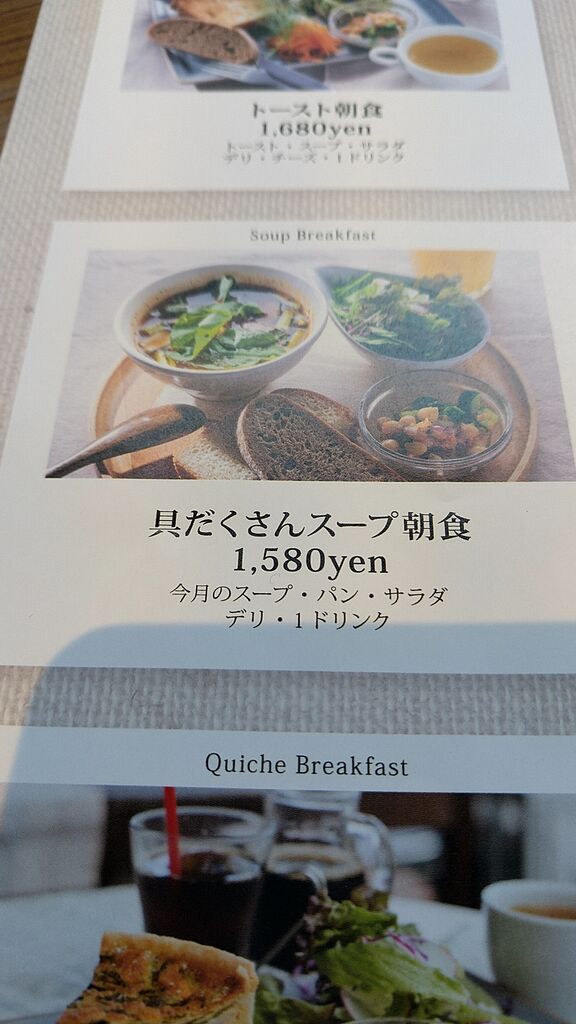 トースト朝食
1,680yen
トースト・スープ・サラダ
デリ・チーズ・1ドリンク
Soup Breakfast
具だくさんスープ朝食
1,580yen
今月のスープ・パン・サラダ
デリ・1ドリンク
Quiche Breakfast